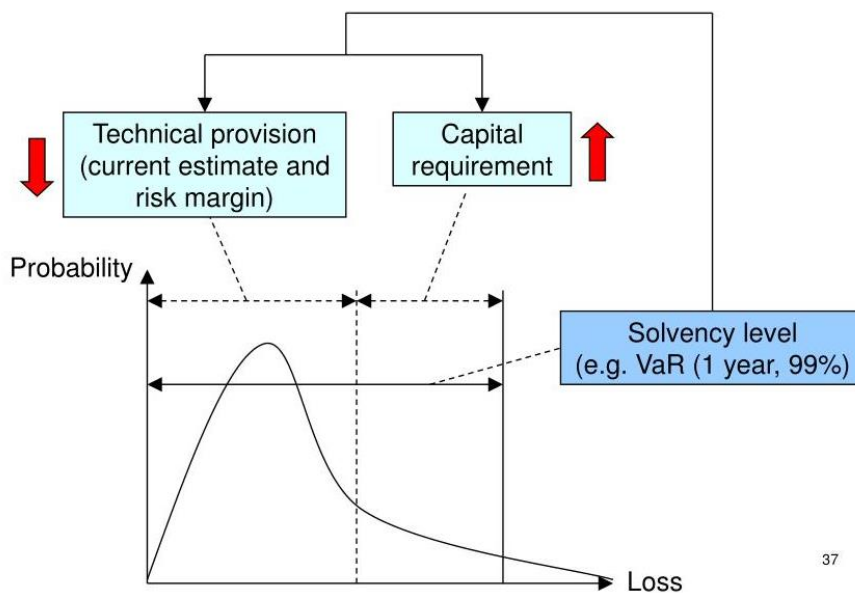 Technical provision
(current estimate and
risk margin)
Capital
requirement
Probability
Solvency level
(e.g. VaR (1 year, 99%)
Loss
37